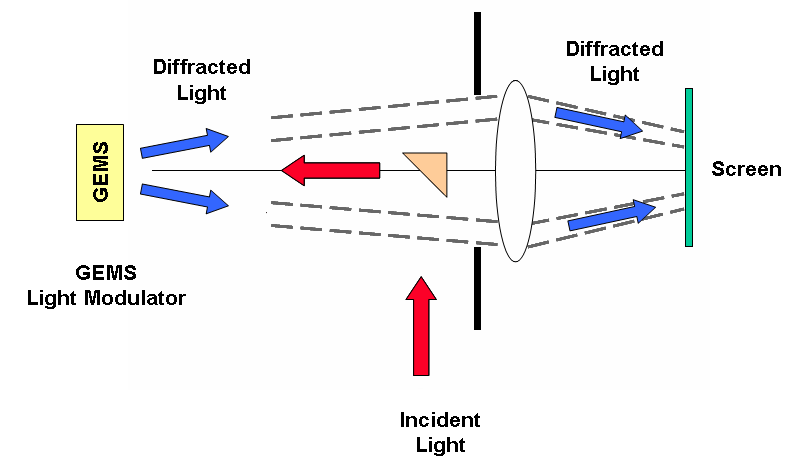 Diffracted
Light
Diffracted
Light
GEMS
Screen
GEMS
Light Modulator
Incident
Light